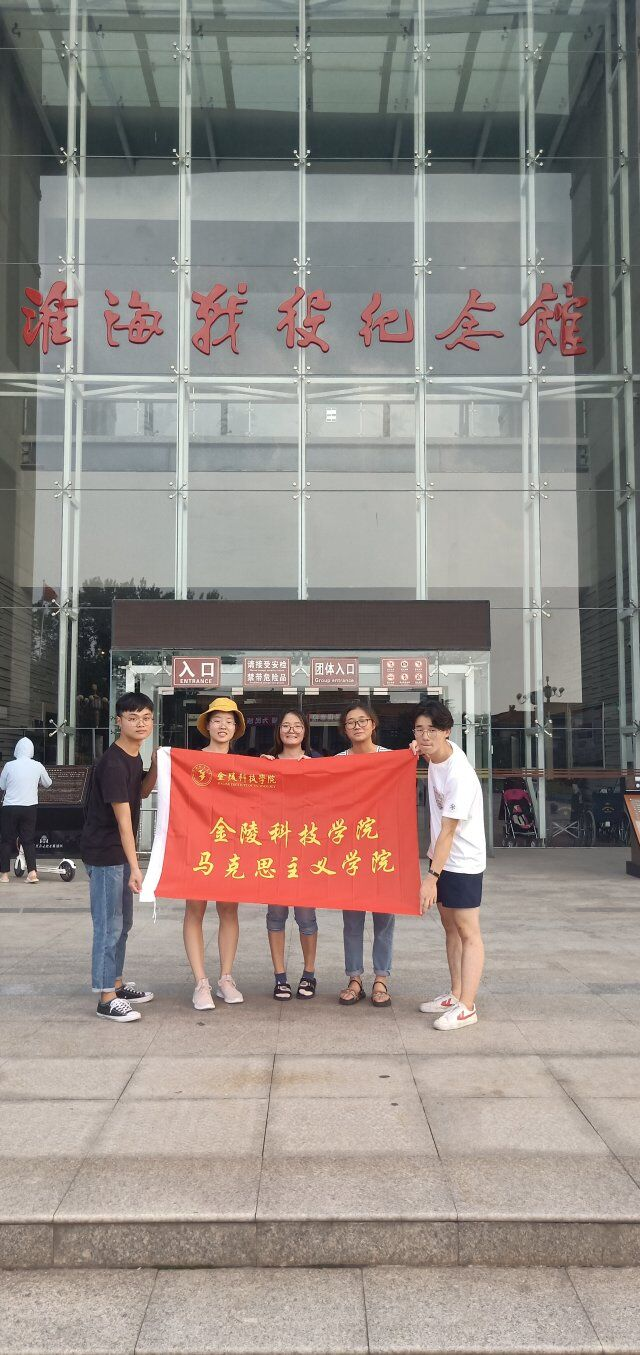 淮海战役纪念馆
入口
ENTRANCE
请接受安检
禁带危险品
团体入口
Group entrance
金陵科技学院
金陵科技学院
马克思主义学院